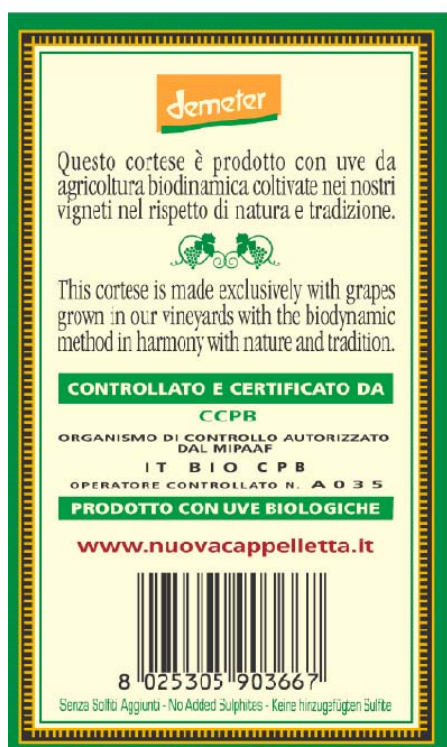 demeter
Questo cortese è prodotto con uve da
agricoltura biodinamica coltivate nei nostri
vigneti nel rispetto di natura e tradizione.
This cortese is made exclusively with grapes
grown in our vineyards with the biodynamic
method in harmony with nature and tradition.
CONTROLLATO E CERTIFICATO DA
CCPB
ORGANISMO DI CONTROLLO AUTORIZZATO
DAL MIPAAF
IT BIO CPB
OPERATORE CONTROLLATO N. A035
PRODOTTO CON UVE BIOLOGICHE
www.nuovacappelletta.it
8 025305 903667
Senza Solfiti Aggiunti - No Added Sulphites - Keine hinzugefügten Sulfite